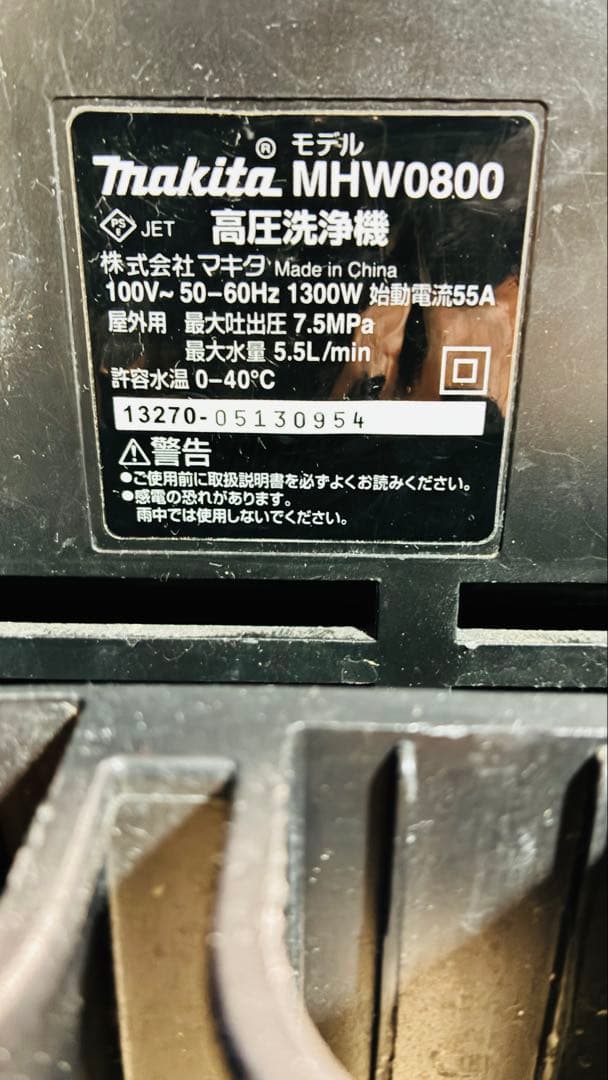 モデル
makita® MHW0800
PSE JET 高圧洗浄機
株式会社マキタ Made in China
100V~ 50-60Hz 1300W 始動電流55A
屋外用 最大吐出圧 7.5MPa
最大水量 5.5L/min
許容水温 0-40°C
13270-05130954
⚠警告
●ご使用前に取扱説明書を必ずよくお読みください。
●感電の恐れがあります。
雨中では使用しないでください。